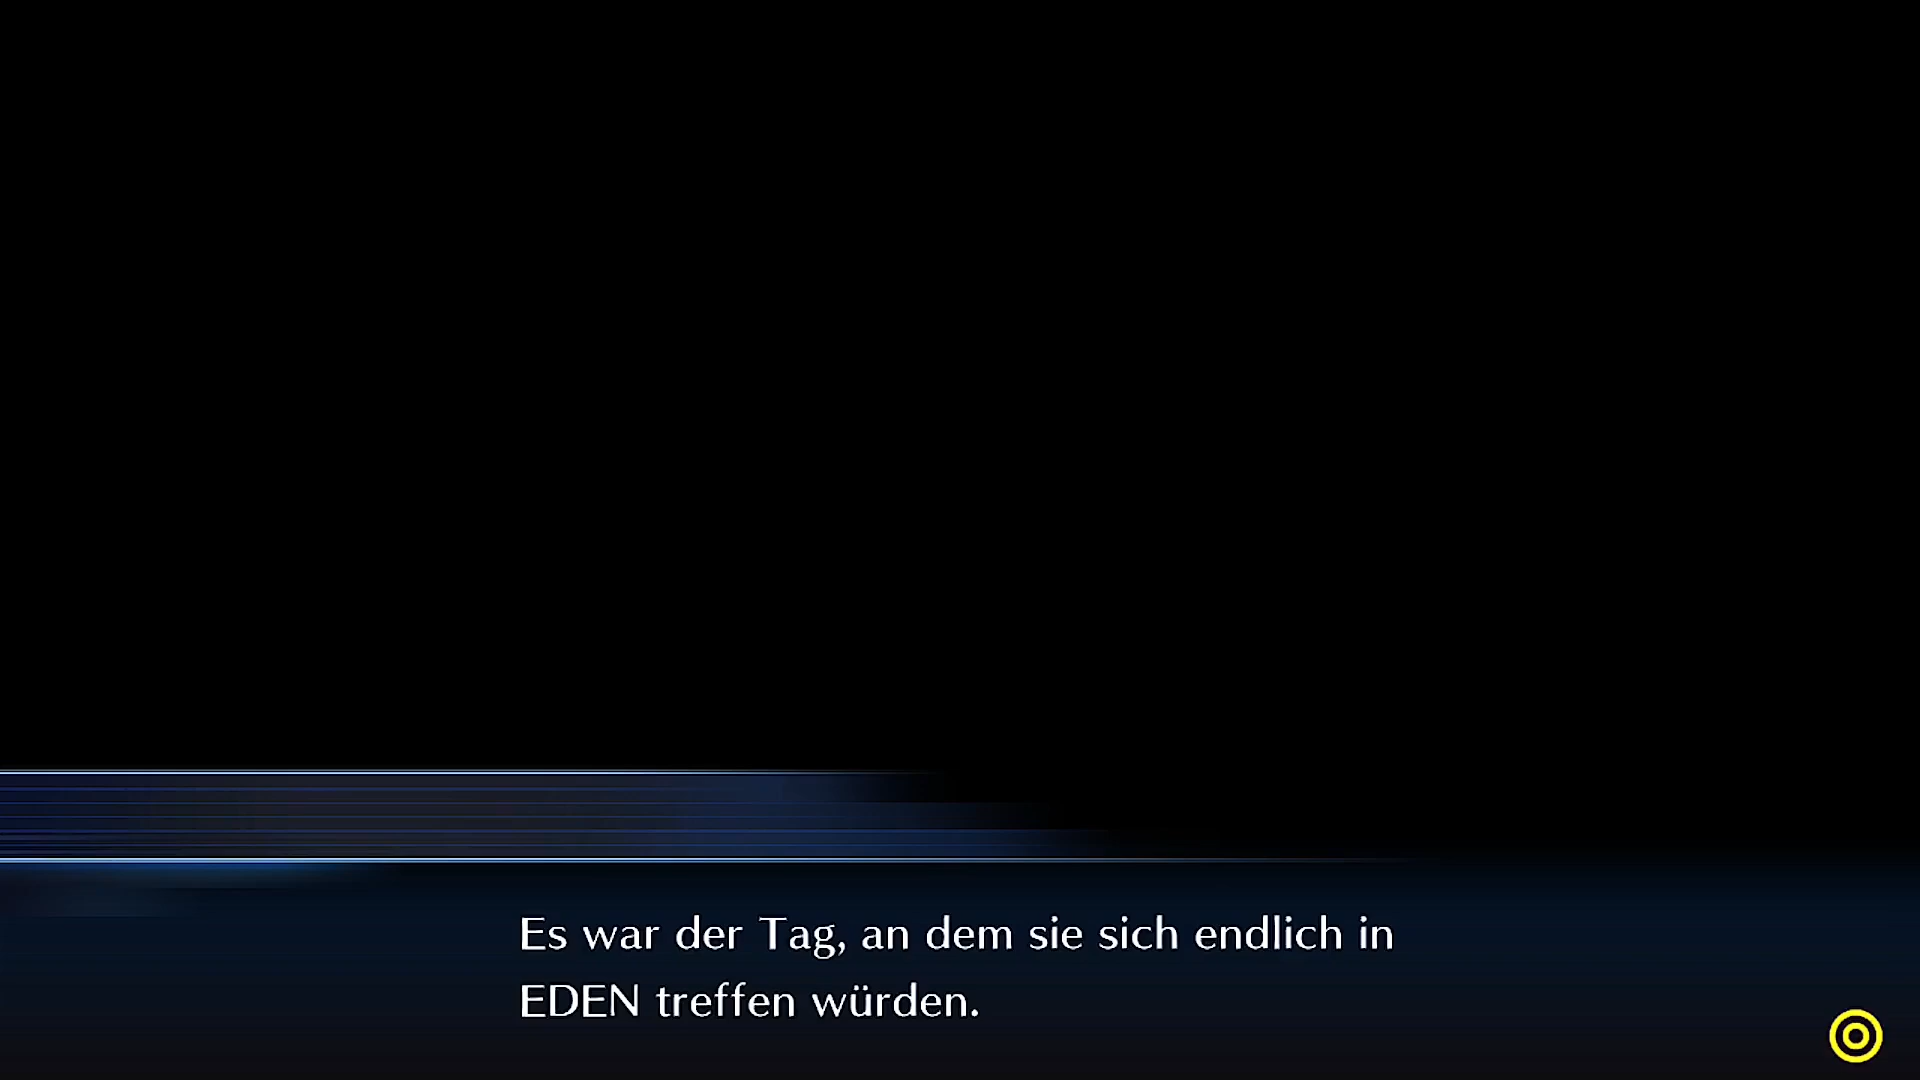 Es war der Tag, an dem sie sich endlich in
EDEN treffen würden.